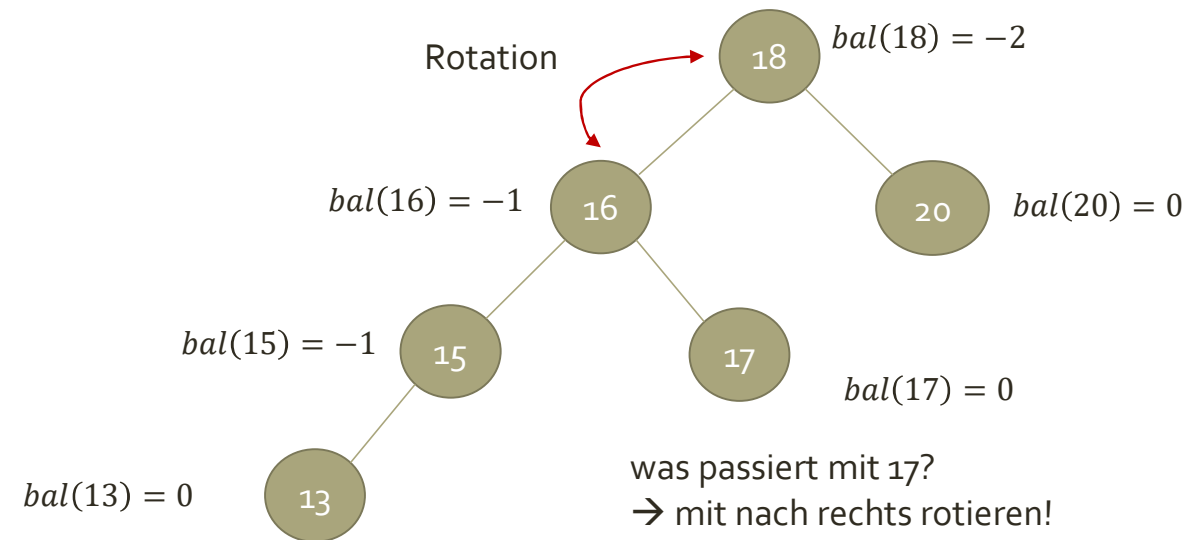 Rotation
18
bal(18) = −2
bal(16) = −1
16
20
bal(20) = 0
bal(15) = −1
15
17
bal(17) = 0
bal(13) = 0
13
was passiert mit 17?
→ mit nach rechts rotieren!